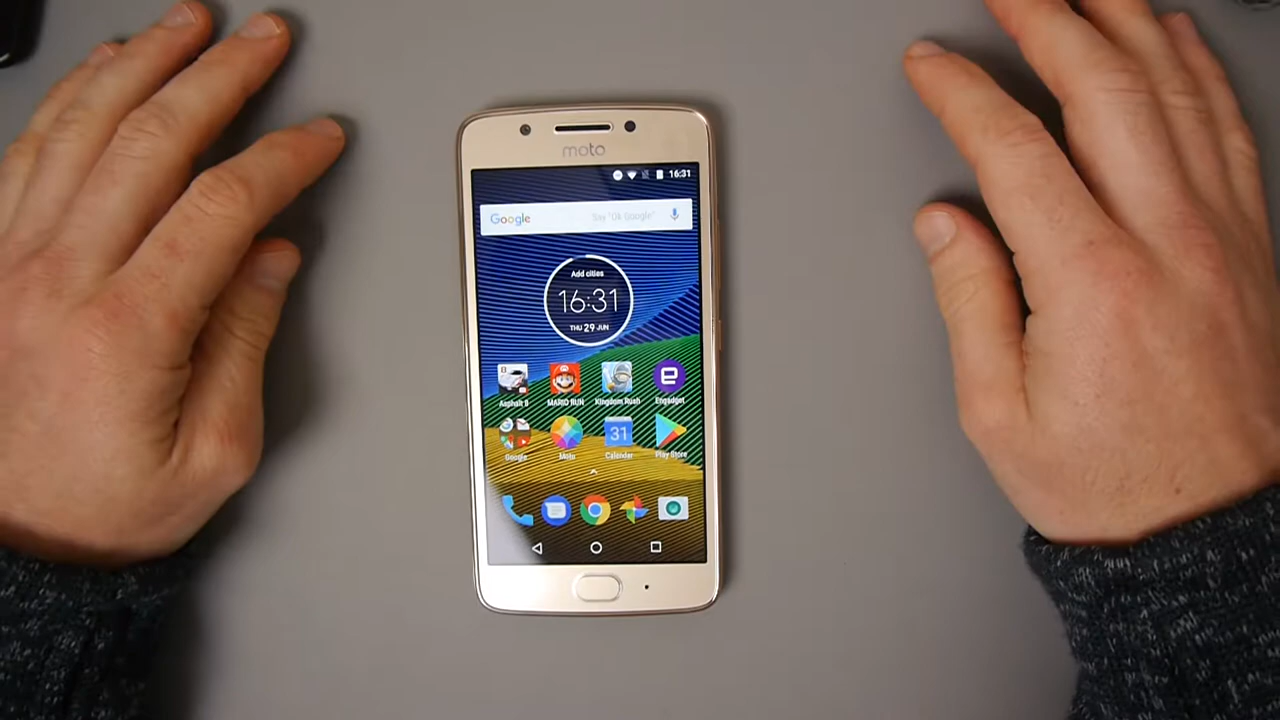 moto
16:31
Google Say "Ok Google"
Add cities
16:31
THU 29 JUN
Asphalt 8 MARIO RUN Kingdom Rush Engadget
31
Google Moto Calendar Play Store